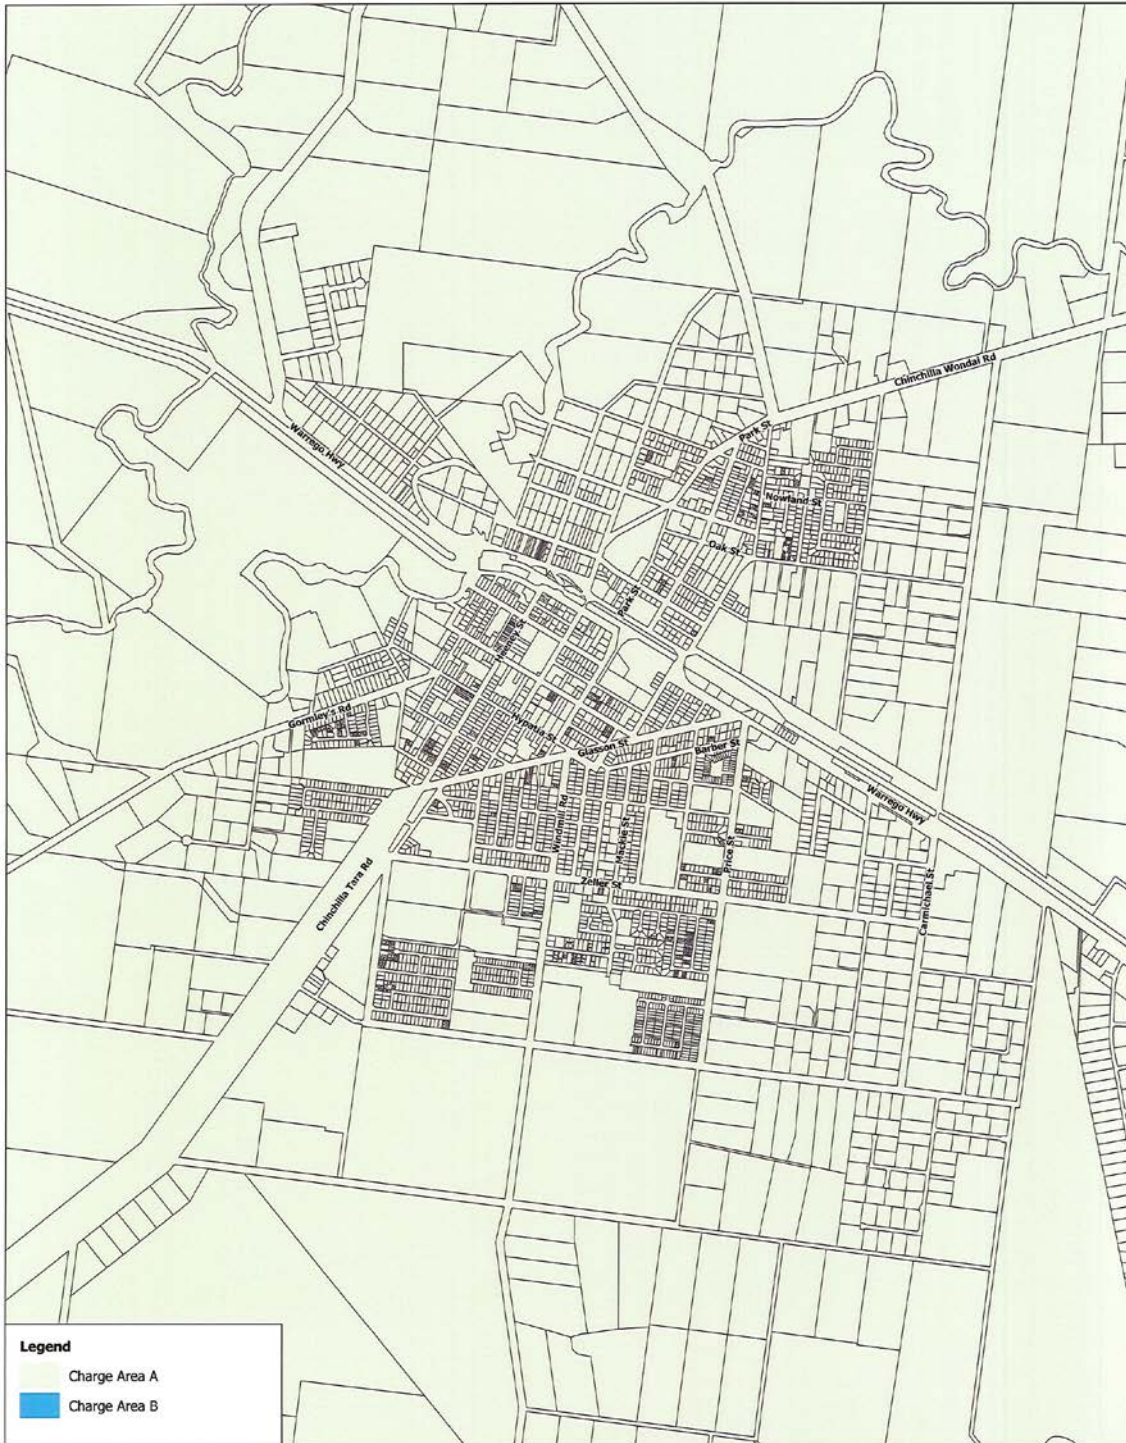 Chinchilla Wondai Rd
Park St
Warrego Hwy
Nowland St
Oak St
Park St
Heeney St
Gormley's Rd
Hypatia St
Glasson St
Barber St
Warrego Hwy
Windmill Rd
Mackie St
Price St
Zeller St
Carmichael St
Chinchilla Tara Rd
Legend
Charge Area A
Charge Area B